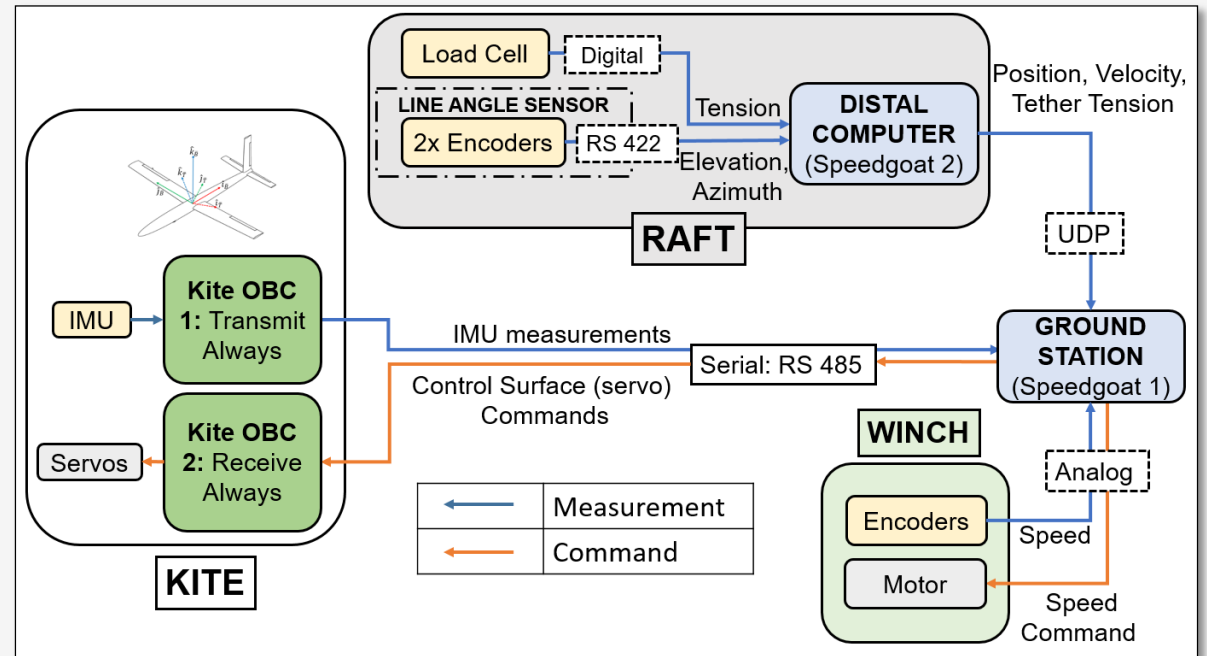 Load Cell
Digital
LINE ANGLE SENSOR
2x Encoders
RS 422
Tension
Elevation,
Azimuth
DISTAL
COMPUTER
(Speedgoat 2)
RAFT
Position, Velocity,
Tether Tension
UDP
IMU
Kite OBC
1: Transmit
Always
Servos
Kite OBC
2: Receive
Always
KITE
IMU measurements
Serial: RS 485
Control Surface (servo)
Commands
GROUND
STATION
(Speedgoat 1)
WINCH
Analog
Encoders
Speed
Motor
Speed
Command
Measurement
Command